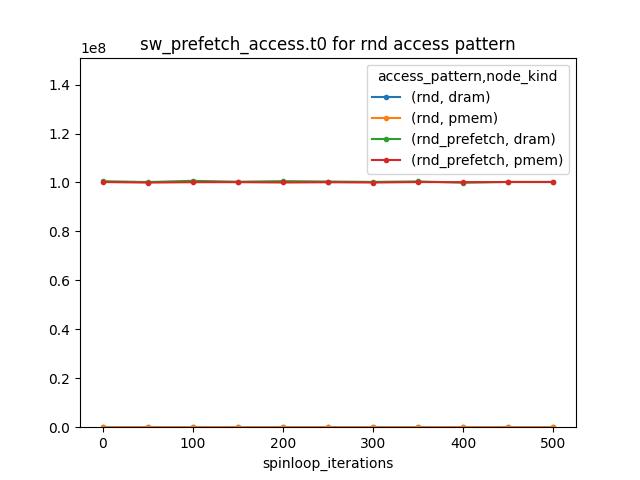 sw_prefetch_access.t0 for rnd access pattern
1e8
access_pattern,node_kind
(rnd, dram)
(rnd, pmem)
(rnd_prefetch, dram)
(rnd_prefetch, pmem)
1.4
1.2
1.0
0.8
0.6
0.4
0.2
0.0
0 100 200 300 400 500
spinloop_iterations